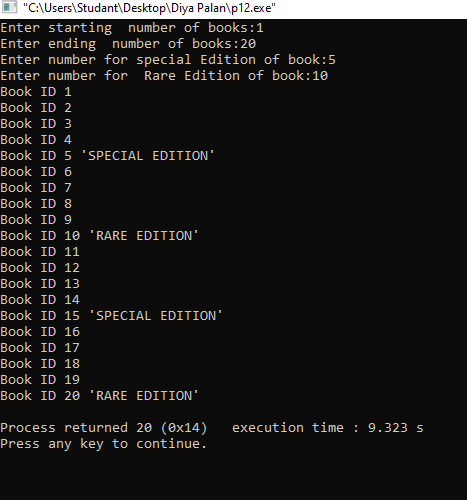 "C:\Users\Studant\Desktop\Diya Palan\p12.exe"
Enter starting  number of books:1
Enter ending  number of books:20
Enter number for special Edition of book:5
Enter number for  Rare Edition of book:10
Book ID 1
Book ID 2
Book ID 3
Book ID 4
Book ID 5 'SPECIAL EDITION'
Book ID 6
Book ID 7
Book ID 8
Book ID 9
Book ID 10 'RARE EDITION'
Book ID 11
Book ID 12
Book ID 13
Book ID 14
Book ID 15 'SPECIAL EDITION'
Book ID 16
Book ID 17
Book ID 18
Book ID 19
Book ID 20 'RARE EDITION'
Process returned 20 (0x14)   execution time : 9.323 s
Press any key to continue.